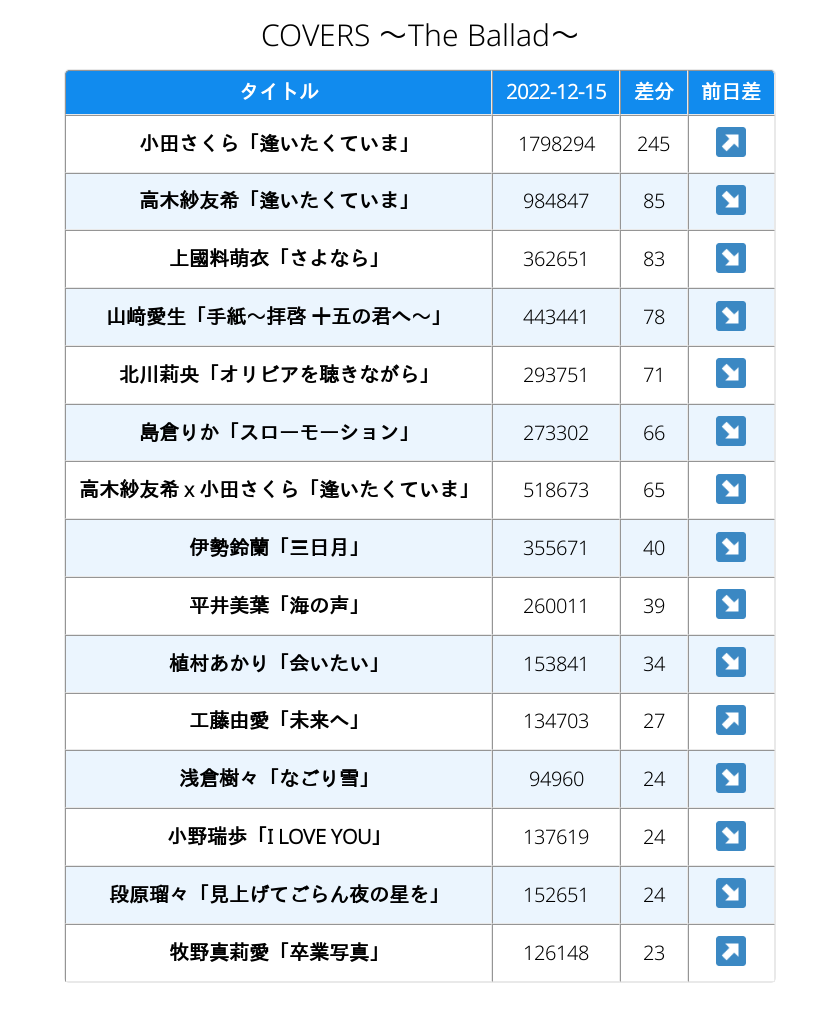 COVERS ～The Ballad～
タイトル 2022-12-15 差分 前日差
小田さくら「逢いたくていま」 1798294 245 ↗
高木紗友希「逢いたくていま」 984847 85 ↘
上國料萌衣「さよなら」 362651 83 ↘
山﨑愛生「手紙～拝啓 十五の君へ～」 443441 78 ↘
北川莉央「オリビアを聴きながら」 293751 71 ↘
島倉りか「スローモーション」 273302 66 ↘
高木紗友希 x 小田さくら「逢いたくていま」 518673 65 ↘
伊勢鈴蘭「三日月」 355671 40 ↘
平井美葉「海の声」 260011 39 ↘
植村あかり「会いたい」 153841 34 ↘
工藤由愛「未来へ」 134703 27 ↗
浅倉樹々「なごり雪」 94960 24 ↘
小野瑞歩「I LOVE YOU」 137619 24 ↘
段原瑠々「見上げてごらん夜の星を」 152651 24 ↘
牧野真莉愛「卒業写真」 126148 23 ↗